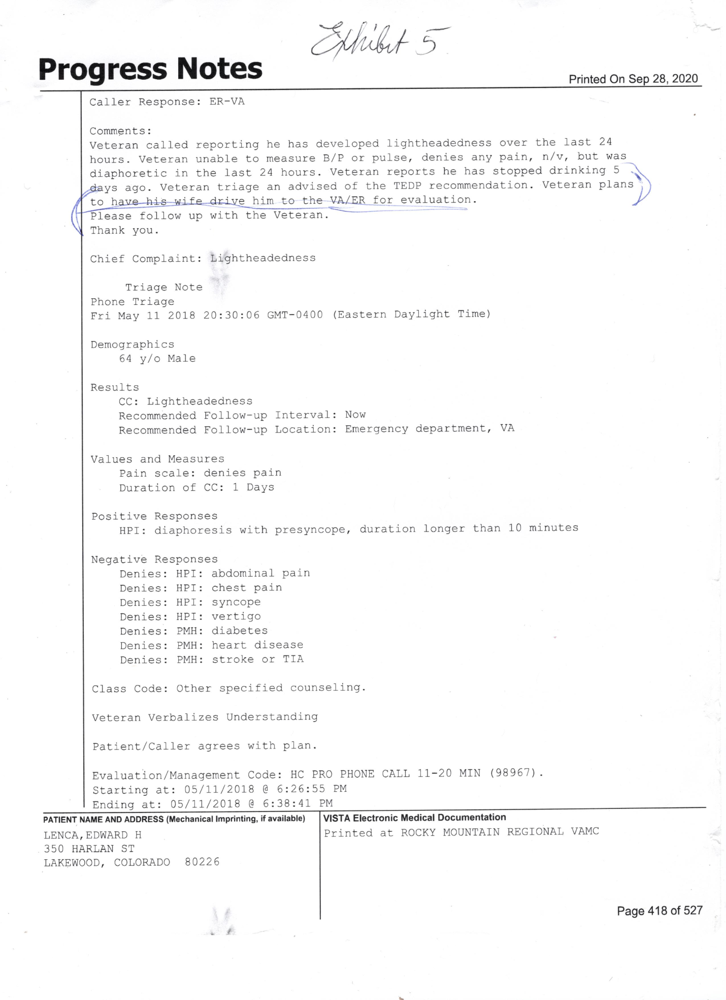 Exhibit 5
Progress Notes
Printed On Sep 28, 2020
Caller Response: ER-VA
Comments:
Veteran called reporting he has developed lightheadedness over the last 24
hours. Veteran unable to measure B/P or pulse, denies any pain, n/v, but was
diaphoretic in the last 24 hours. Veteran reports he has stopped drinking 5
days ago. Veteran triage an advised of the TEDP recommendation. Veteran plans
to have his wife drive him to the VA/ER for evaluation.
Please follow up with the Veteran.
Thank you.
Chief Complaint: Lightheadedness
Triage Note
Phone Triage
Fri May 11 2018 20:30:06 GMT-0400 (Eastern Daylight Time)
Demographics
64 y/o Male
Results
CC: Lightheadedness
Recommended Follow-up Interval: Now
Recommended Follow-up Location: Emergency department, VA
Values and Measures
Pain scale: denies pain
Duration of CC: 1 Days
Positive Responses
HPI: diaphoresis with presyncope, duration longer than 10 minutes
Negative Responses
Denies: HPI: abdominal pain
Denies: HPI: chest pain
Denies: HPI: syncope
Denies: HPI: vertigo
Denies: PMH: diabetes
Denies: PMH: heart disease
Denies: PMH: stroke or TIA
Class Code: Other specified counseling.
Veteran Verbalizes Understanding
Patient/Caller agrees with plan.
Evaluation/Management Code: HC PRO PHONE CALL 11-20 MIN (98967).
Starting at: 05/11/2018 @ 6:26:55 PM
Ending at: 05/11/2018 @ 6:38:41 PM
PATIENT NAME AND ADDRESS (Mechanical Imprinting, if available)
LENCA,EDWARD H
350 HARLAN ST
LAKEWOOD, COLORADO 80226
VISTA Electronic Medical Documentation
Printed at ROCKY MOUNTAIN REGIONAL VAMC
Page 418 of 527